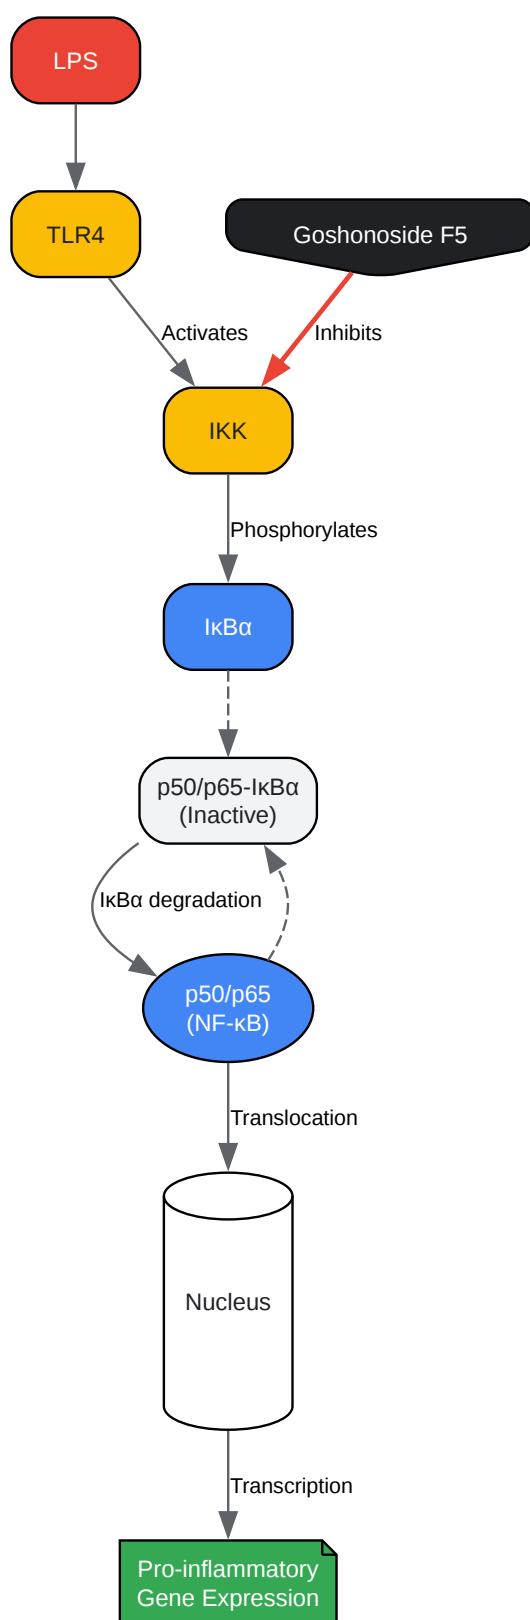 LPS
TLR4
Goshonoside F5
Activates
Inhibits
IKK
Phosphorylates
IκBα
p50/p65-IκBα
(Inactive)
IκBα degradation
p50/p65
(NF-κB)
Translocation
Nucleus
Transcription
Pro-inflammatory
Gene Expression